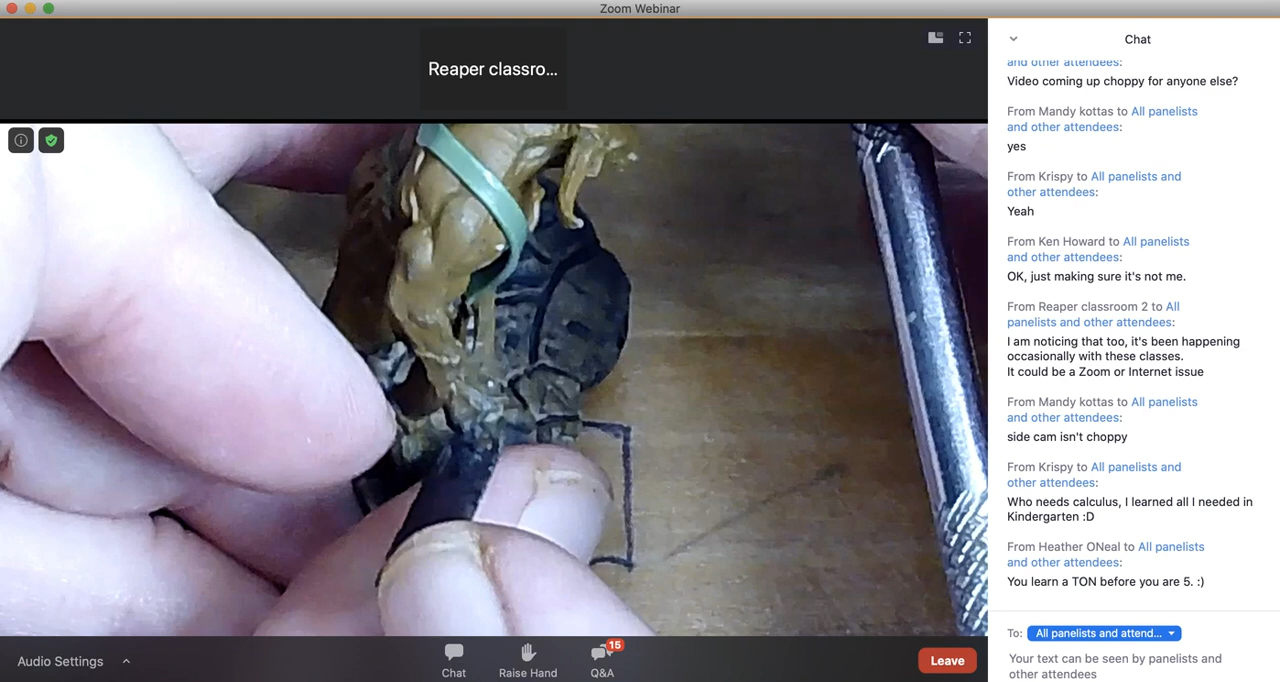 Zoom Webinar
Reaper classro...
Chat
and other attendees:
Video coming up choppy for anyone else?
From Mandy kottas to All panelists
and other attendees:
yes
From Krispy to All panelists and
other attendees:
Yeah
From Ken Howard to All panelists
and other attendees:
OK, just making sure it's not me.
From Reaper classroom 2 to All
panelists and other attendees:
I am noticing that too, it's been happening
occasionally with these classes.
It could be a Zoom or Internet issue
From Mandy kottas to All panelists
and other attendees:
side cam isn't choppy
From Krispy to All panelists and
other attendees:
Who needs calculus, I learned all I needed in
Kindergarten :D
From Heather ONeal to All panelists
and other attendees:
You learn a TON before you are 5. :)
To: All panelists and attend...
Your text can be seen by panelists and
other attendees
Audio Settings
Chat
Raise Hand
15
Q&A
Leave